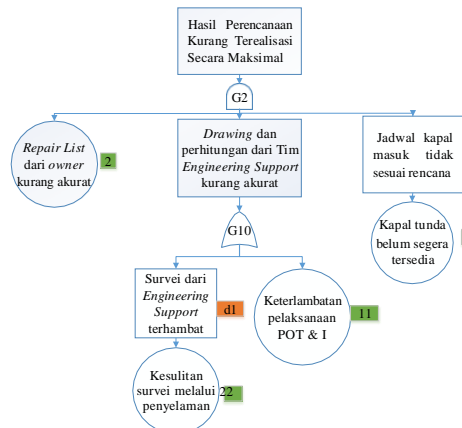 Hasil Perencanaan
Kurang Terealisasi
Secara Maksimal
G2
Repair List
dari owner
kurang akurat
2
Drawing dan
perhitungan dari Tim
Engineering Support
kurang akurat
Jadwal kapal
masuk tidak
sesuai rencana
G10
Kapal tunda
belum segera
tersedia
Survei dari
Engineering
Support
terhambat
d1
Keterlambatan
pelaksanaan
POT & I
11
Kesulitan
survei melalui
penyelaman
22